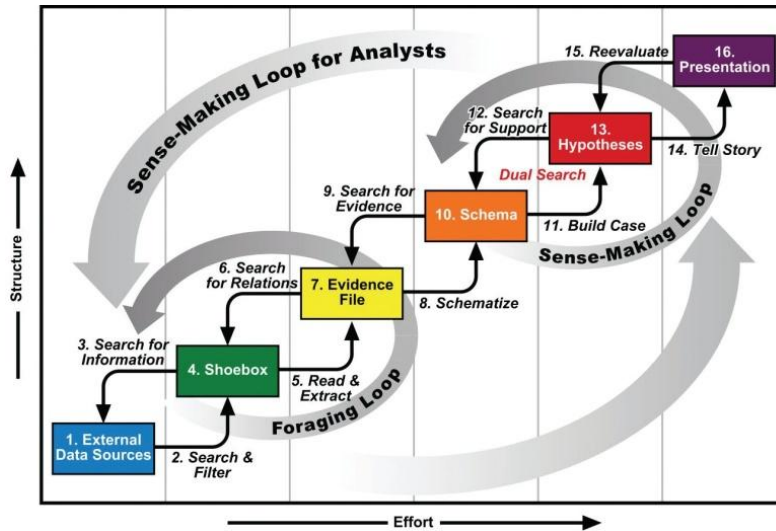 Sense-Making Loop for Analysts
15. Reevaluate
16.
Presentation
12. Search
for Support
13.
Hypotheses
14. Tell Story
Dual Search
9. Search for
Evidence
10. Schema
11. Build Case
Sense-Making Loop
6. Search
for Relations
7. Evidence
File
8. Schematize
3. Search for
Information
4. Shoebox
5. Read &
Extract
Foraging Loop
1. External
Data Sources
2. Search &
Filter
Structure
Effort